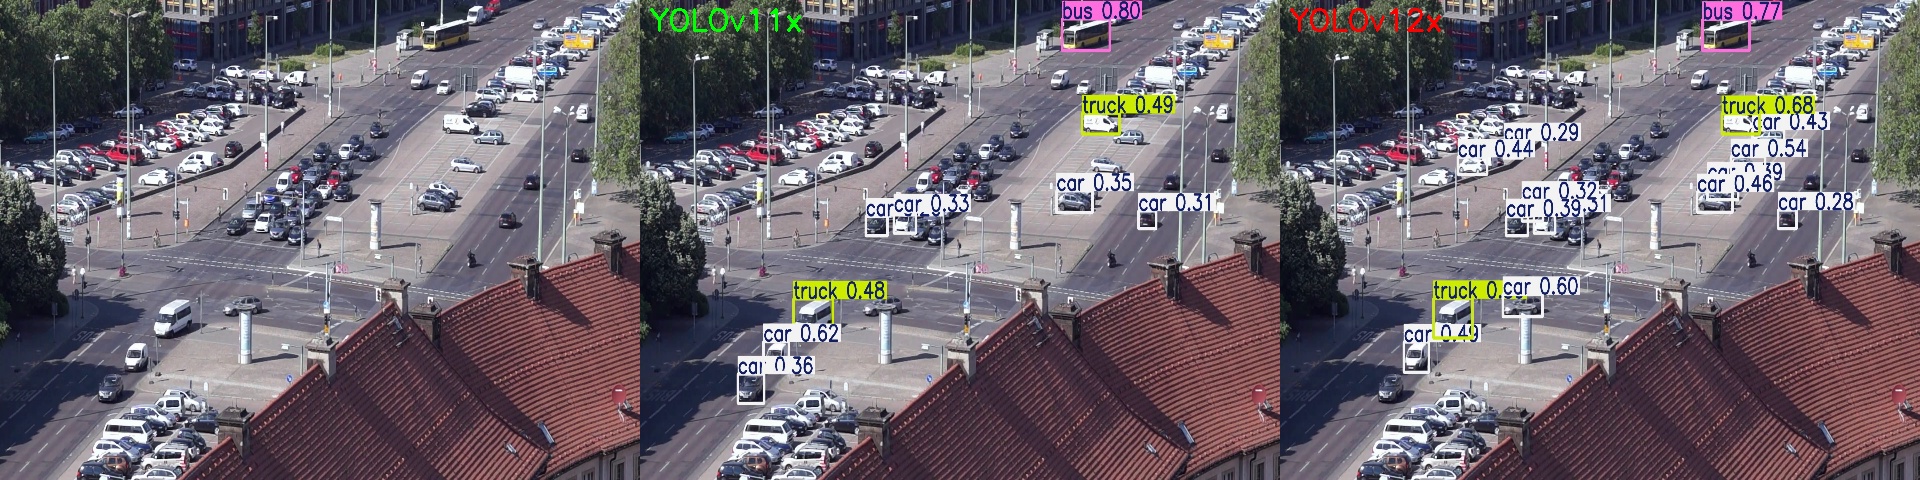 YOLOv11x
bus 0.80
truck 0.49
car 0.35
car 0.33
car
car 0.31
truck 0.48
car 0.62
car 0.36
YOLOv12x
bus 0.77
truck 0.68
car 0.43
car 0.29
car 0.44
car 0.54
car 0.46
car 0.32
car 0.39
car 0.28
car 0.60
truck
car 0.49